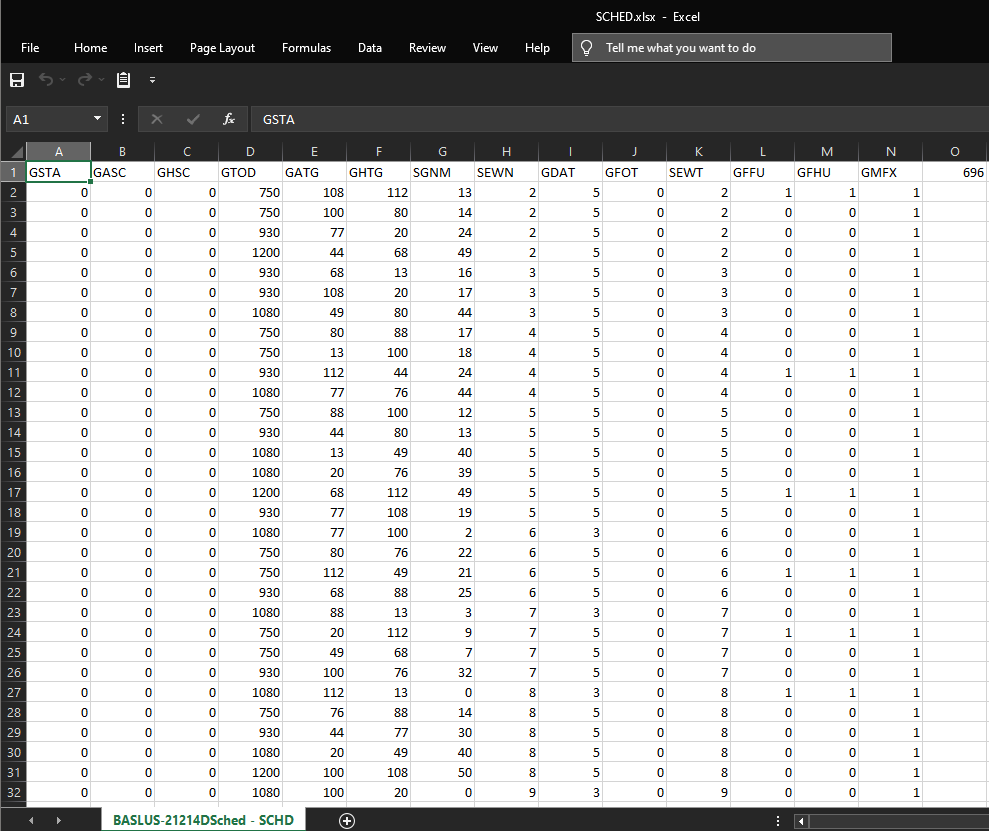 SCHED.xlsx - Excel
File Home Insert Page Layout Formulas Data Review View Help Tell me what you want to do
A1 fx GSTA
A B C D E F G H I J K L M N O
1 GSTA GASC GHSC GTOD GATG GHTG SGNM SEWN GDAT GFOT SEWT GFFU GFHU GMFX 696
2 0 0 0 750 108 112 13 2 5 0 2 1 1 1
3 0 0 0 750 100 80 14 2 5 0 2 0 0 1
4 0 0 0 930 77 20 24 2 5 0 2 0 0 1
5 0 0 0 1200 44 68 49 2 5 0 2 0 0 1
6 0 0 0 930 68 13 16 3 5 0 3 0 0 1
7 0 0 0 930 108 20 17 3 5 0 3 0 0 1
8 0 0 0 1080 49 80 44 3 5 0 3 0 0 1
9 0 0 0 750 80 88 17 4 5 0 4 0 0 1
10 0 0 0 750 13 100 18 4 5 0 4 0 0 1
11 0 0 0 930 112 44 24 4 5 0 4 1 1 1
12 0 0 0 1080 77 76 44 4 5 0 4 0 0 1
13 0 0 0 750 88 100 12 5 5 0 5 0 0 1
14 0 0 0 930 44 80 13 5 5 0 5 0 0 1
15 0 0 0 1080 13 49 40 5 5 0 5 0 0 1
16 0 0 0 1080 20 76 39 5 5 0 5 0 0 1
17 0 0 0 1200 68 112 49 5 5 0 5 1 1 1
18 0 0 0 930 77 108 19 5 5 0 5 0 0 1
19 0 0 0 1080 77 100 2 6 3 0 6 0 0 1
20 0 0 0 750 80 76 22 6 5 0 6 0 0 1
21 0 0 0 750 112 49 21 6 5 0 6 1 1 1
22 0 0 0 930 68 88 25 6 5 0 6 0 0 1
23 0 0 0 1080 88 13 3 7 3 0 7 0 0 1
24 0 0 0 750 20 112 9 7 5 0 7 1 1 1
25 0 0 0 750 49 68 7 7 5 0 7 0 0 1
26 0 0 0 930 100 76 32 7 5 0 7 0 0 1
27 0 0 0 1080 112 13 0 8 3 0 8 1 1 1
28 0 0 0 750 76 88 14 8 5 0 8 0 0 1
29 0 0 0 930 44 77 30 8 5 0 8 0 0 1
30 0 0 0 1080 20 49 40 8 5 0 8 0 0 1
31 0 0 0 1200 100 108 50 8 5 0 8 0 0 1
32 0 0 0 1080 100 20 0 9 3 0 9 0 0 1
BASLUS-21214DSched - SCHD